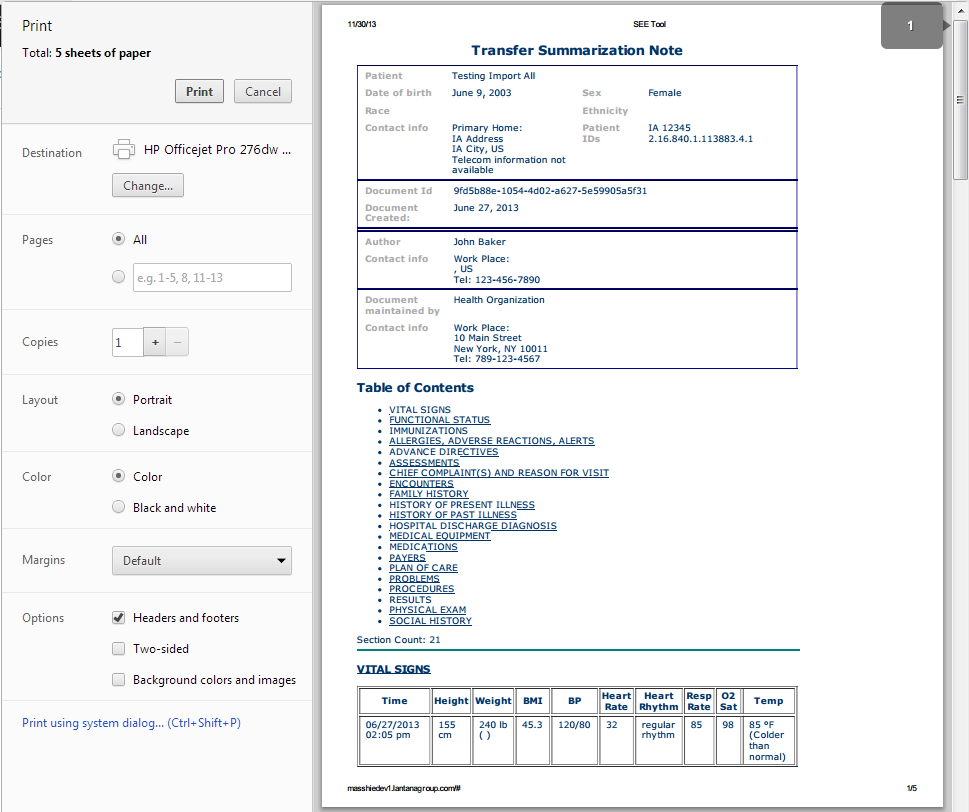 Print
Total: 5 sheets of paper
Print Cancel
Destination HP Officejet Pro 276dw ...
Change...
Pages All
e.g. 1-5, 8, 11-13
Copies 1 + −
Layout Portrait
Landscape
Color Color
Black and white
Margins Default
Options Headers and footers
Two-sided
Background colors and images
Print using system dialog... (Ctrl+Shift+P)
11/30/13 SEE Tool
1
Transfer Summarization Note
Patient Testing Import All
Date of birth June 9, 2003 Sex Female
Race Ethnicity
Contact info Primary Home: Patient IA 12345
IA Address IDs 2.16.840.1.113883.4.1
IA City, US
Telecom information not
available
Document Id 9fd5b88e-1054-4d02-a627-5e59905a5f31
Document June 27, 2013
Created:
Author John Baker
Contact info Work Place:
, US
Tel: 123-456-7890
Document Health Organization
maintained by
Contact info Work Place:
10 Main Street
New York, NY 10011
Tel: 789-123-4567
Table of Contents
• VITAL SIGNS
• FUNCTIONAL STATUS
• IMMUNIZATIONS
• ALLERGIES, ADVERSE REACTIONS, ALERTS
• ADVANCE DIRECTIVES
• ASSESSMENTS
• CHIEF COMPLAINT(S) AND REASON FOR VISIT
• ENCOUNTERS
• FAMILY HISTORY
• HISTORY OF PRESENT ILLNESS
• HISTORY OF PAST ILLNESS
• HOSPITAL DISCHARGE DIAGNOSIS
• MEDICAL EQUIPMENT
• MEDICATIONS
• PAYERS
• PLAN OF CARE
• PROBLEMS
• PROCEDURES
• RESULTS
• PHYSICAL EXAM
• SOCIAL HISTORY
Section Count: 21
VITAL SIGNS
Time Height Weight BMI BP Heart Heart Resp O2 Temp
Rate Rhythm Rate Sat
06/27/2013 155 240 lb 45.3 120/80 32 regular 85 98 85 °F
02:05 pm cm ( ) rhythm (Colder
than
normal)
masshiedev1.lantanagroup.com/# 1/5